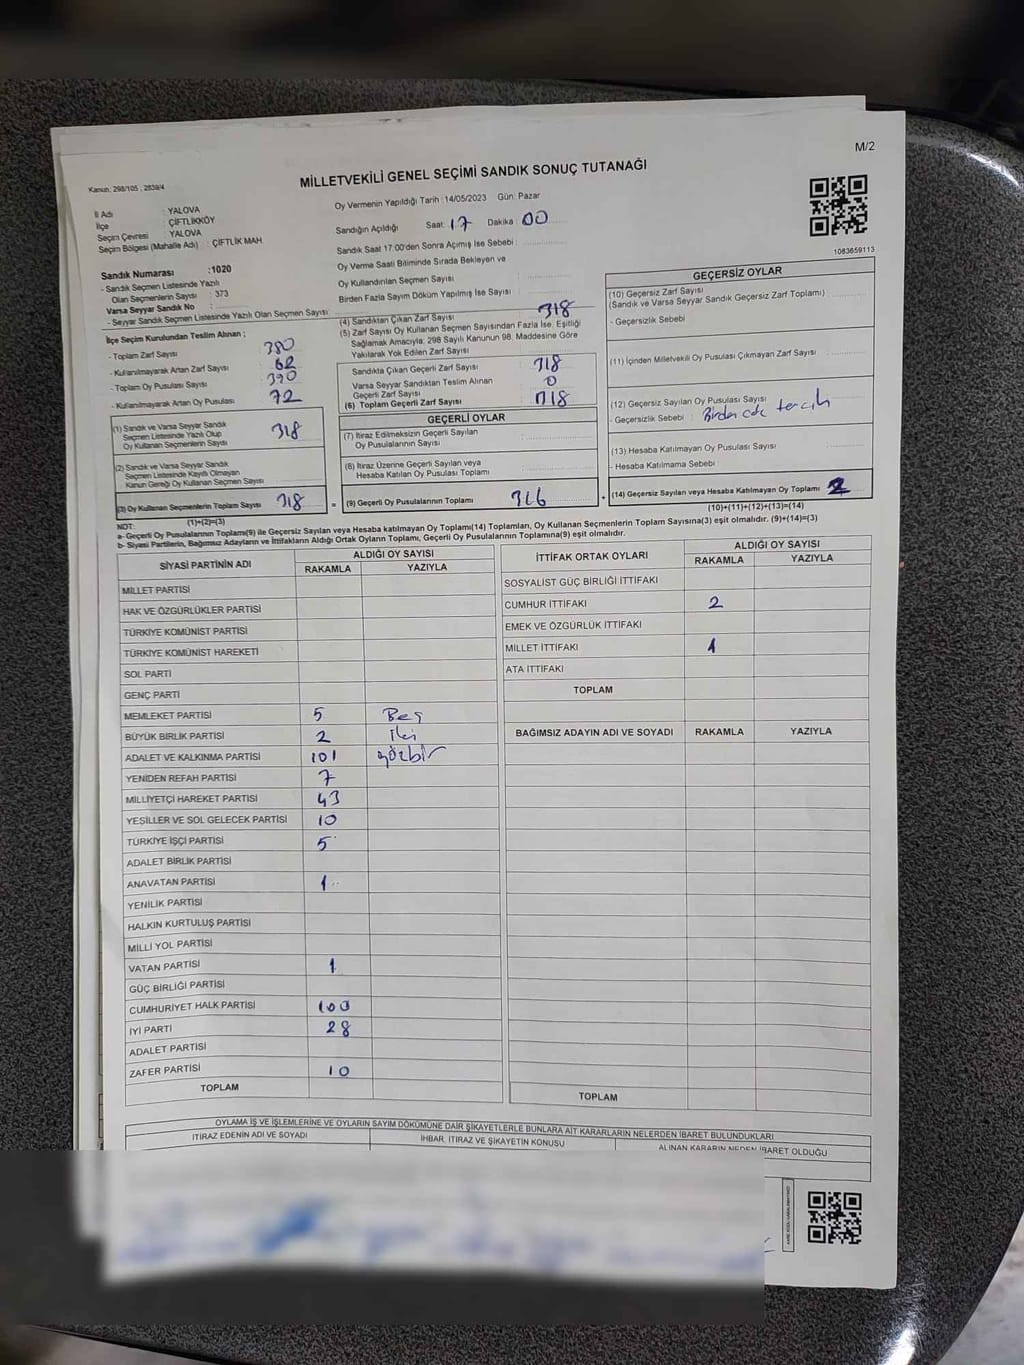 M/2
Kanun: 298/105 , 2839/4
MİLLETVEKİLİ GENEL SEÇİMİ SANDIK SONUÇ TUTANAĞI
İl Adı : YALOVA
İlçe : ÇİFTLİKKÖY
Seçim Çevresi : YALOVA
Seçim Bölgesi (Mahalle Adı) : ÇİFTLİK MAH
Oy Vermenin Yapıldığı Tarih : 14/05/2023 Gün: Pazar
Sandığın Açıldığı Saat: 17 Dakika: 00
Sandık Saat 17:00'den Sonra Açımış İse Sebebi :
Oy Verme Saati Bitiminde Sırada Bekleyen ve
Oy Kullandırılan Seçmen Sayısı :
Birden Fazla Sayım Döküm Yapılmış İse Sayısı :
1083659113
Sandık Numarası : 1020
- Sandık Seçmen Listesinde Yazılı
Olan Seçmenlerin Sayısı : 373
Varsa Seyyar Sandık No :
- Seyyar Sandık Seçmen Listesinde Yazılı Olan Seçmen Sayısı :
İlçe Seçim Kurulundan Teslim Alınan ;
- Toplam Zarf Sayısı 380
- Kullanılmayarak Artan Zarf Sayısı 62
- Toplam Oy Pusulası Sayısı 390
- Kullanılmayarak Artan Oy Pusulası 72
(1) Sandık ve Varsa Seyyar Sandık
Seçmen Listesinde Yazılı Olup
Oy Kullanan Seçmenlerin Sayısı 318
(2) Sandık ve Varsa Seyyar Sandık
Seçmen Listesinde Kayıtlı Olmayan
Kanun Gereği Oy Kullanan Seçmen Sayısı
(3) Oy Kullanan Seçmenlerin Toplam Sayısı 318 =
(1)+(2)=(3)
(4) Sandıktan Çıkan Zarf Sayısı 318
(5) Zarf Sayısı Oy Kullanan Seçmen Sayısından Fazla İse, Eşitliği
Sağlamak Amacıyla; 298 Sayılı Kanunun 98. Maddesine Göre
Yakılarak Yok Edilen Zarf Sayısı
Sandıkta Çıkan Geçerli Zarf Sayısı 318
Varsa Seyyar Sandıktan Teslim Alınan
Geçerli Zarf Sayısı 0
(6) Toplam Geçerli Zarf Sayısı 318
GEÇERLİ OYLAR
(7) İtiraz Edilmeksizin Geçerli Sayılan
Oy Pusulalarının Sayısı :
(8) İtiraz Üzerine Geçerli Sayılan veya
Hesaba Katılan Oy Pusulası Toplamı :
(9) Geçerli Oy Pusulalarının Toplamı 316 +
GEÇERSİZ OYLAR
(10) Geçersiz Zarf Sayısı
(Sandık ve Varsa Seyyar Sandık Geçersiz Zarf Toplamı) :
- Geçersizlik Sebebi
(11) İçinden Milletvekili Oy Pusulası Çıkmayan Zarf Sayısı :
(12) Geçersiz Sayılan Oy Pusulası Sayısı
- Geçersizlik Sebebi : Birden çok tercih
(13) Hesaba Katılmayan Oy Pusulası Sayısı
- Hesaba Katılmama Sebebi :
(14) Geçersiz Sayılan veya Hesaba Katılmayan Oy Toplamı 2
(10)+(11)+(12)+(13)=(14)
NOT:
a- Geçerli Oy Pusulalarının Toplamı(9) ile Geçersiz Sayılan veya Hesaba katılmayan Oy Toplamı(14) Toplamları, Oy Kullanan Seçmenlerin Toplam Sayısına(3) eşit olmalıdır. (9)+(14)=(3)
b- Siyasi Partilerin, Bağımsız Adayların ve İttifakların Aldığı Ortak Oyların Toplamı, Geçerli Oy Pusulalarının Toplamına(9) eşit olmalıdır.
SİYASİ PARTİNİN ADI ALDIĞI OY SAYISI
RAKAMLA YAZIYLA
MİLLET PARTİSİ
HAK VE ÖZGÜRLÜKLER PARTİSİ
TÜRKİYE KOMÜNİST PARTİSİ
TÜRKİYE KOMÜNİST HAREKETİ
SOL PARTİ
GENÇ PARTİ
MEMLEKET PARTİSİ 5 Beş
BÜYÜK BİRLİK PARTİSİ 2 iki
ADALET VE KALKINMA PARTİSİ 101 yüzbir
YENİDEN REFAH PARTİSİ 7
MİLLİYETÇİ HAREKET PARTİSİ 43
YEŞİLLER VE SOL GELECEK PARTİSİ 10
TÜRKİYE İŞÇİ PARTİSİ 5
ADALET BİRLİK PARTİSİ
ANAVATAN PARTİSİ 1
YENİLİK PARTİSİ
HALKIN KURTULUŞ PARTİSİ
MİLLİ YOL PARTİSİ
VATAN PARTİSİ 1
GÜÇ BİRLİĞİ PARTİSİ
CUMHURİYET HALK PARTİSİ 100
İYİ PARTİ 28
ADALET PARTİSİ
ZAFER PARTİSİ 10
TOPLAM
İTTİFAK ORTAK OYLARI ALDIĞI OY SAYISI
RAKAMLA YAZIYLA
SOSYALİST GÜÇ BİRLİĞİ İTTİFAKI
CUMHUR İTTİFAKI 2
EMEK VE ÖZGÜRLÜK İTTİFAKI
MİLLET İTTİFAKI 1
ATA İTTİFAKI
TOPLAM
BAĞIMSIZ ADAYIN ADI VE SOYADI RAKAMLA YAZIYLA
TOPLAM
OYLAMA İŞ VE İŞLEMLERİNE VE OYLARIN SAYIM DÖKÜMÜNE DAİR ŞİKAYETLERLE BUNLARA AİT KARARLARIN NELERDEN İBARET BULUNDUKLARI
İTİRAZ EDENİN ADI VE SOYADI İHBAR, İTİRAZ VE ŞİKAYETİN KONUSU ALINAN KARARIN NEDEN İBARET OLDUĞU